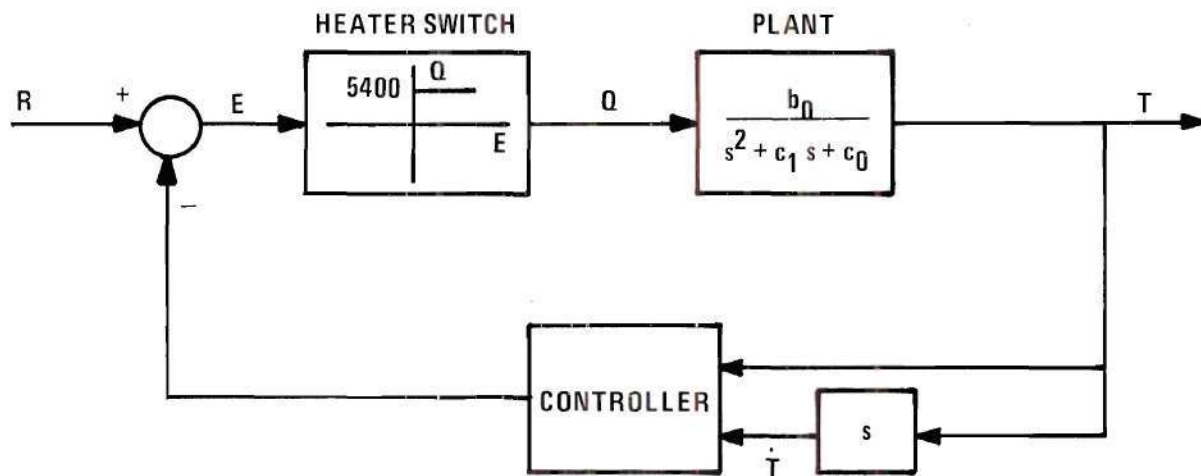 HEATER SWITCH
PLANT
5400
Q
E
R
+
E
Q
b0
s2 + c1 s + c0
T
−
CONTROLLER
s
Ṫ